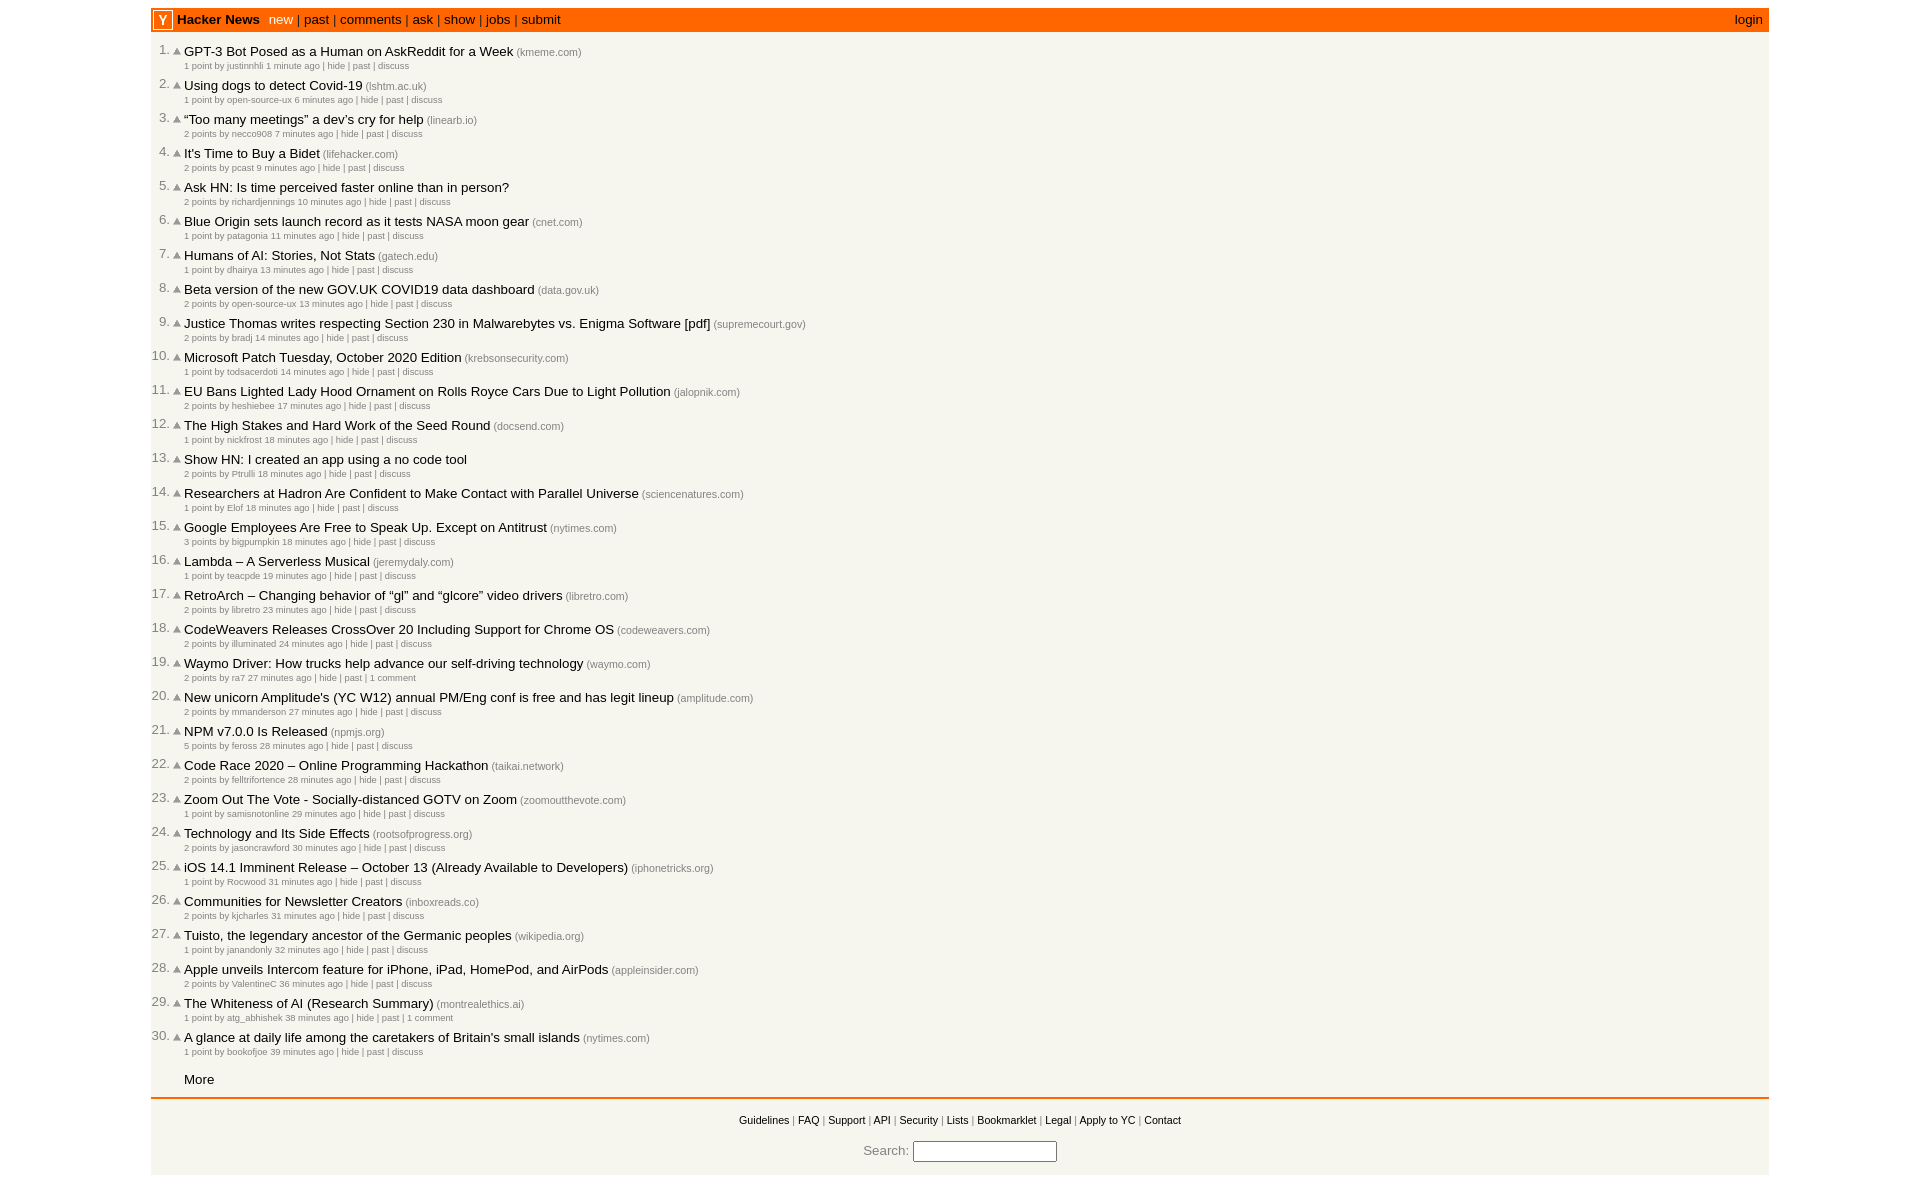 Y Hacker News new | past | comments | ask | show | jobs | submit login
1. GPT-3 Bot Posed as a Human on AskReddit for a Week (kmeme.com)
1 point by justinnhli 1 minute ago | hide | past | discuss
2. Using dogs to detect Covid-19 (lshtm.ac.uk)
1 point by open-source-ux 6 minutes ago | hide | past | discuss
3. “Too many meetings” a dev’s cry for help (linearb.io)
2 points by necco908 7 minutes ago | hide | past | discuss
4. It's Time to Buy a Bidet (lifehacker.com)
2 points by pcast 9 minutes ago | hide | past | discuss
5. Ask HN: Is time perceived faster online than in person?
2 points by richardjennings 10 minutes ago | hide | past | discuss
6. Blue Origin sets launch record as it tests NASA moon gear (cnet.com)
1 point by patagonia 11 minutes ago | hide | past | discuss
7. Humans of AI: Stories, Not Stats (gatech.edu)
1 point by dhairya 13 minutes ago | hide | past | discuss
8. Beta version of the new GOV.UK COVID19 data dashboard (data.gov.uk)
2 points by open-source-ux 13 minutes ago | hide | past | discuss
9. Justice Thomas writes respecting Section 230 in Malwarebytes vs. Enigma Software [pdf] (supremecourt.gov)
2 points by bradj 14 minutes ago | hide | past | discuss
10. Microsoft Patch Tuesday, October 2020 Edition (krebsonsecurity.com)
1 point by todsacerdoti 14 minutes ago | hide | past | discuss
11. EU Bans Lighted Lady Hood Ornament on Rolls Royce Cars Due to Light Pollution (jalopnik.com)
2 points by heshiebee 17 minutes ago | hide | past | discuss
12. The High Stakes and Hard Work of the Seed Round (docsend.com)
1 point by nickfrost 18 minutes ago | hide | past | discuss
13. Show HN: I created an app using a no code tool
2 points by Ptrulli 18 minutes ago | hide | past | discuss
14. Researchers at Hadron Are Confident to Make Contact with Parallel Universe (sciencenatures.com)
1 point by Elof 18 minutes ago | hide | past | discuss
15. Google Employees Are Free to Speak Up. Except on Antitrust (nytimes.com)
3 points by bigpumpkin 18 minutes ago | hide | past | discuss
16. Lambda – A Serverless Musical (jeremydaly.com)
1 point by teacpde 19 minutes ago | hide | past | discuss
17. RetroArch – Changing behavior of “gl” and “glcore” video drivers (libretro.com)
2 points by libretro 23 minutes ago | hide | past | discuss
18. CodeWeavers Releases CrossOver 20 Including Support for Chrome OS (codeweavers.com)
2 points by illuminated 24 minutes ago | hide | past | discuss
19. Waymo Driver: How trucks help advance our self-driving technology (waymo.com)
2 points by ra7 27 minutes ago | hide | past | 1 comment
20. New unicorn Amplitude's (YC W12) annual PM/Eng conf is free and has legit lineup (amplitude.com)
2 points by mmanderson 27 minutes ago | hide | past | discuss
21. NPM v7.0.0 Is Released (npmjs.org)
5 points by feross 28 minutes ago | hide | past | discuss
22. Code Race 2020 – Online Programming Hackathon (taikai.network)
2 points by felltrifortence 28 minutes ago | hide | past | discuss
23. Zoom Out The Vote - Socially-distanced GOTV on Zoom (zoomoutthevote.com)
1 point by samisnotonline 29 minutes ago | hide | past | discuss
24. Technology and Its Side Effects (rootsofprogress.org)
2 points by jasoncrawford 30 minutes ago | hide | past | discuss
25. iOS 14.1 Imminent Release – October 13 (Already Available to Developers) (iphonetricks.org)
1 point by Rocwood 31 minutes ago | hide | past | discuss
26. Communities for Newsletter Creators (inboxreads.co)
2 points by kjcharles 31 minutes ago | hide | past | discuss
27. Tuisto, the legendary ancestor of the Germanic peoples (wikipedia.org)
1 point by janandonly 32 minutes ago | hide | past | discuss
28. Apple unveils Intercom feature for iPhone, iPad, HomePod, and AirPods (appleinsider.com)
2 points by ValentineC 36 minutes ago | hide | past | discuss
29. The Whiteness of AI (Research Summary) (montrealethics.ai)
1 point by atg_abhishek 38 minutes ago | hide | past | 1 comment
30. A glance at daily life among the caretakers of Britain's small islands (nytimes.com)
1 point by bookofjoe 39 minutes ago | hide | past | discuss
More
Guidelines | FAQ | Support | API | Security | Lists | Bookmarklet | Legal | Apply to YC | Contact
Search: